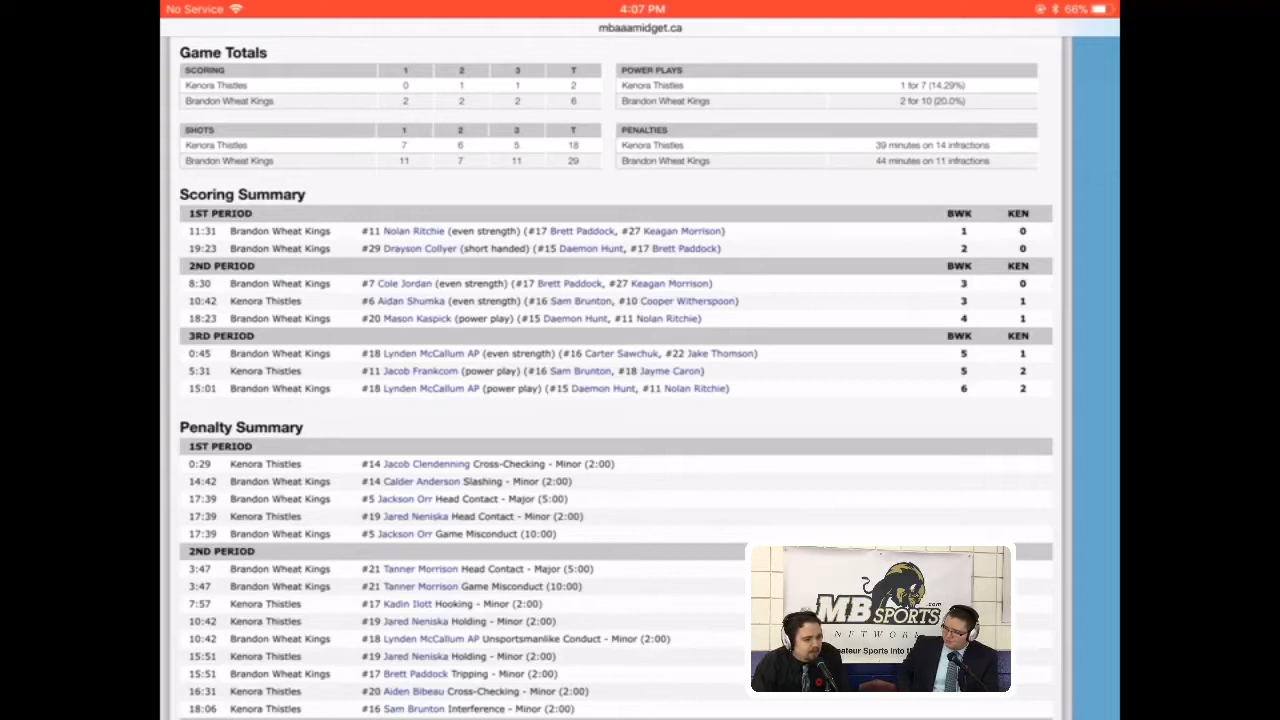 No Service 4:07 PM 66%
mbaaamidget.ca
Game Totals
SCORING 1 2 3 T
Kenora Thistles 0 1 1 2
Brandon Wheat Kings 2 2 2 6
POWER PLAYS
Kenora Thistles 1 for 7 (14.29%)
Brandon Wheat Kings 2 for 10 (20.0%)
SHOTS 1 2 3 T
Kenora Thistles 7 6 5 18
Brandon Wheat Kings 11 7 11 29
PENALTIES
Kenora Thistles 39 minutes on 14 infractions
Brandon Wheat Kings 44 minutes on 11 infractions
Scoring Summary
1ST PERIOD BWK KEN
11:31 Brandon Wheat Kings #11 Nolan Ritchie (even strength) (#17 Brett Paddock, #27 Keagan Morrison) 1 0
19:23 Brandon Wheat Kings #29 Drayson Collyer (short handed) (#15 Daemon Hunt, #17 Brett Paddock) 2 0
2ND PERIOD BWK KEN
8:30 Brandon Wheat Kings #7 Cole Jordan (even strength) (#17 Brett Paddock, #27 Keagan Morrison) 3 0
10:42 Kenora Thistles #6 Aidan Shumka (even strength) (#16 Sam Brunton, #10 Cooper Witherspoon) 3 1
18:23 Brandon Wheat Kings #20 Mason Kaspick (power play) (#15 Daemon Hunt, #11 Nolan Ritchie) 4 1
3RD PERIOD BWK KEN
0:45 Brandon Wheat Kings #18 Lynden McCallum AP (even strength) (#16 Carter Sawchuk, #22 Jake Thomson) 5 1
5:31 Kenora Thistles #11 Jacob Frankcom (power play) (#16 Sam Brunton, #18 Jayme Caron) 5 2
15:01 Brandon Wheat Kings #18 Lynden McCallum AP (power play) (#15 Daemon Hunt, #11 Nolan Ritchie) 6 2
Penalty Summary
1ST PERIOD
0:29 Kenora Thistles #14 Jacob Clendenning Cross-Checking - Minor (2:00)
14:42 Brandon Wheat Kings #14 Calder Anderson Slashing - Minor (2:00)
17:39 Brandon Wheat Kings #5 Jackson Orr Head Contact - Major (5:00)
17:39 Kenora Thistles #19 Jared Neniska Head Contact - Minor (2:00)
17:39 Brandon Wheat Kings #5 Jackson Orr Game Misconduct (10:00)
2ND PERIOD
3:47 Brandon Wheat Kings #21 Tanner Morrison Head Contact - Major (5:00)
3:47 Brandon Wheat Kings #21 Tanner Morrison Game Misconduct (10:00)
7:57 Kenora Thistles #17 Kadin Ilott Hooking - Minor (2:00)
10:42 Kenora Thistles #19 Jared Neniska Holding - Minor (2:00)
10:42 Brandon Wheat Kings #18 Lynden McCallum AP Unsportsmanlike Conduct - Minor (2:00)
15:51 Kenora Thistles #19 Jared Neniska Holding - Minor (2:00)
15:51 Brandon Wheat Kings #17 Brett Paddock Tripping - Minor (2:00)
16:31 Kenora Thistles #20 Aiden Bibeau Cross-Checking - Minor (2:00)
18:06 Kenora Thistles #16 Sam Brunton Interference - Minor (2:00)
MB SPORTS .com
NETWORK
ateur Sports Into th